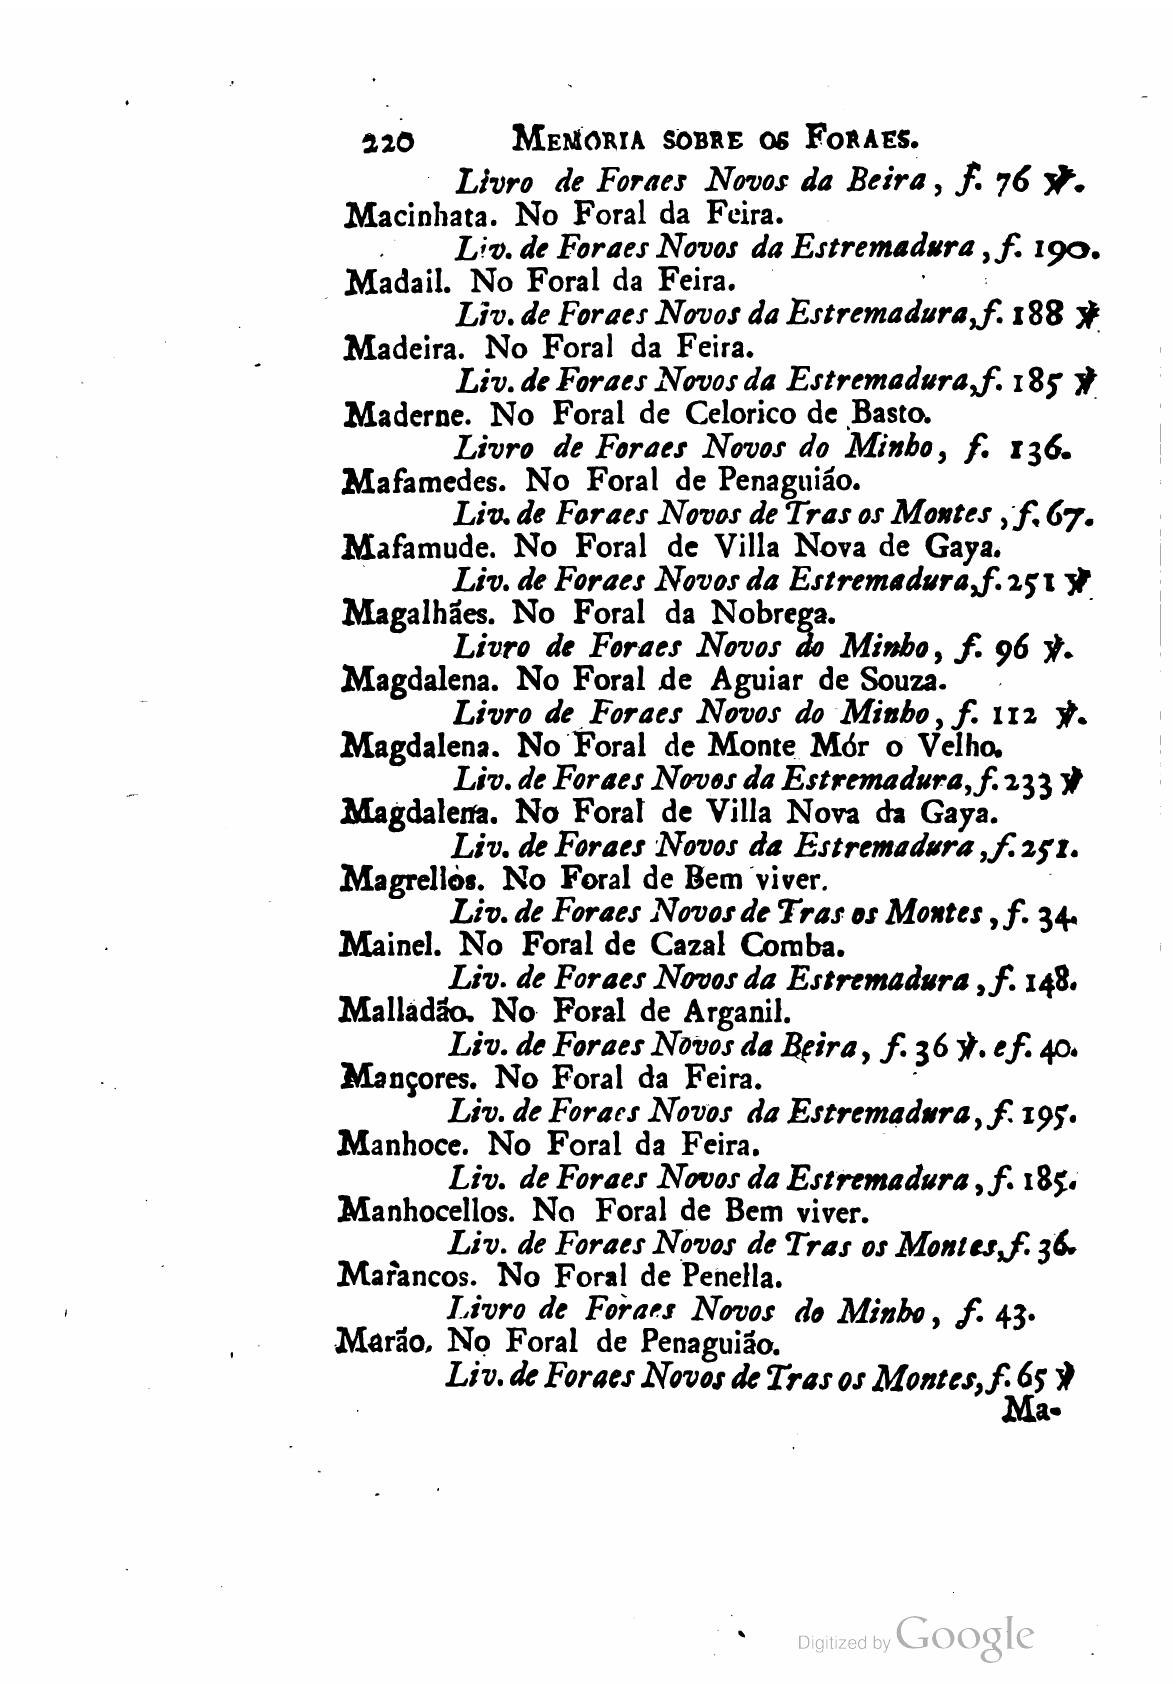 220 MEMORIA SOBRE OS FORAES.
Livro de Foraes Novos da Beira, f. 76 ℣.
Macinhata. No Foral da Feira.
Liv. de Foraes Novos da Estremadura, f. 190.
Madail. No Foral da Feira.
Liv. de Foraes Novos da Estremadura, f. 188 ℣
Madeira. No Foral da Feira.
Liv. de Foraes Novos da Estremadura, f. 185 ℣
Maderne. No Foral de Celorico de Basto.
Livro de Foraes Novos do Minho, f. 136.
Mafamedes. No Foral de Penaguião.
Liv. de Foraes Novos de Tras os Montes, f. 67.
Mafamude. No Foral de Villa Nova de Gaya.
Liv. de Foraes Novos da Estremadura, f. 251 ℣
Magalhães. No Foral da Nobrega.
Livro de Foraes Novos do Minho, f. 96 ℣.
Magdalena. No Foral de Aguiar de Souza.
Livro de Foraes Novos do Minho, f. 112 ℣.
Magdalena. No Foral de Monte Mór o Velho.
Liv. de Foraes Novos da Estremadura, f. 233 ℣
Magdalena. No Foral de Villa Nova da Gaya.
Liv. de Foraes Novos da Estremadura, f. 251.
Magrellos. No Foral de Bem viver.
Liv. de Foraes Novos de Tras os Montes, f. 34.
Mainel. No Foral de Cazal Comba.
Liv. de Foraes Novos da Estremadura, f. 148.
Malladão. No Foral de Arganil.
Liv. de Foraes Novos da Beira, f. 36 ℣. e f. 40.
Mançores. No Foral da Feira.
Liv. de Foraes Novos da Estremadura, f. 195.
Manhoce. No Foral da Feira.
Liv. de Foraes Novos da Estremadura, f. 185.
Manhocellos. No Foral de Bem viver.
Liv. de Foraes Novos de Tras os Montes, f. 36.
Marancos. No Foral de Penella.
Livro de Foraes Novos do Minho, f. 43.
Marão. No Foral de Penaguião.
Liv. de Foraes Novos de Tras os Montes, f. 65 ℣
Ma-
Digitized by Google